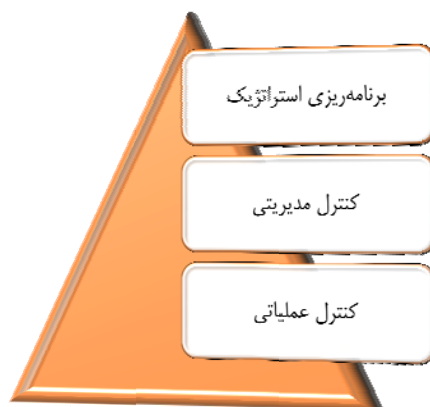 برنامه‌ریزی استراتژیک
کنترل مدیریتی
کنترل عملیاتی